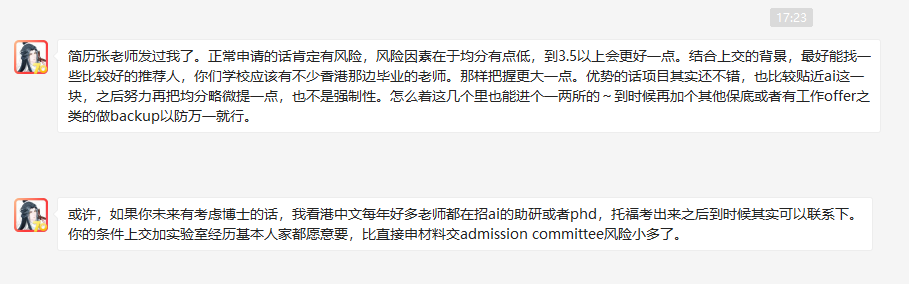 17:23
简历张老师发过我了。正常申请的话肯定有风险，风险因素在于均分有点低，到3.5以上会更好一点。结合上交的背景，最好能找一
些比较好的推荐人，你们学校应该有不少香港那边毕业的老师。那样把握更大一点。优势的话项目其实还不错，也比较贴近ai这一
块，之后努力再把均分略微提一点，也不是强制性。怎么着这几个里也能进个一两所的～到时候再加个其他保底或者有工作offer之
类的做backup以防万一就行。
或许，如果你未来有考虑博士的话，我看港中文每年好多老师都在招ai的助研或者phd，托福考出来之后到时候其实可以联系下。
你的条件上交加实验室经历基本人家都愿意要，比直接申材料交admission committee风险小多了。